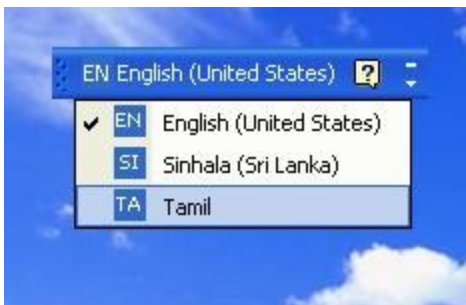 EN English (United States)
EN English (United States)
SI Sinhala (Sri Lanka)
TA Tamil